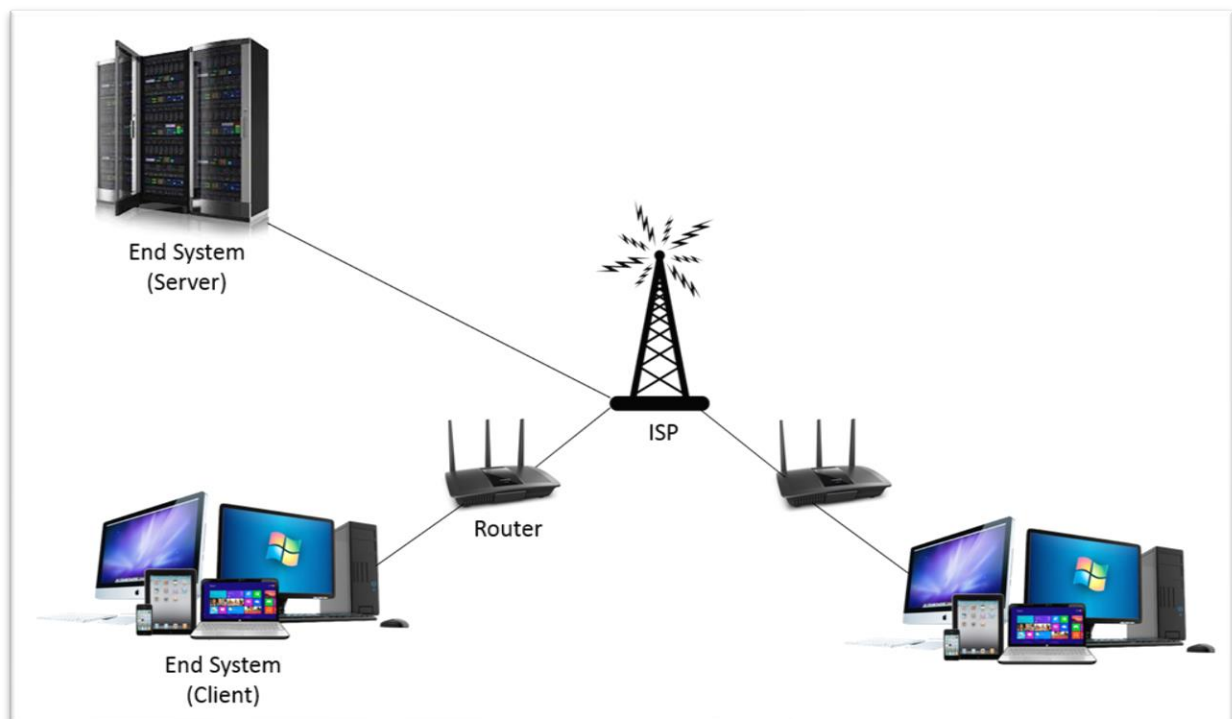 End System
(Server)
ISP
Router
End System
(Client)